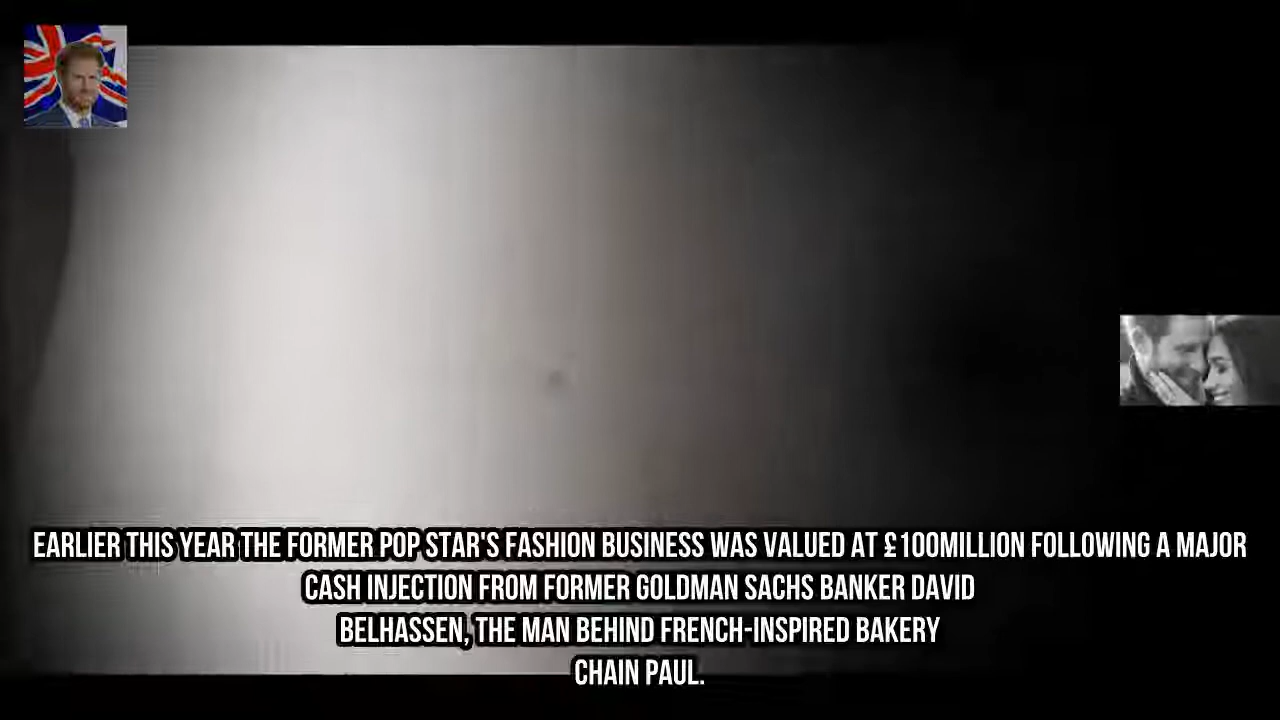 EARLIER THIS YEAR THE FORMER POP STAR'S FASHION BUSINESS WAS VALUED AT £100MILLION FOLLOWING A MAJOR
CASH INJECTION FROM FORMER GOLDMAN SACHS BANKER DAVID
BELHASSEN, THE MAN BEHIND FRENCH-INSPIRED BAKERY
CHAIN PAUL.